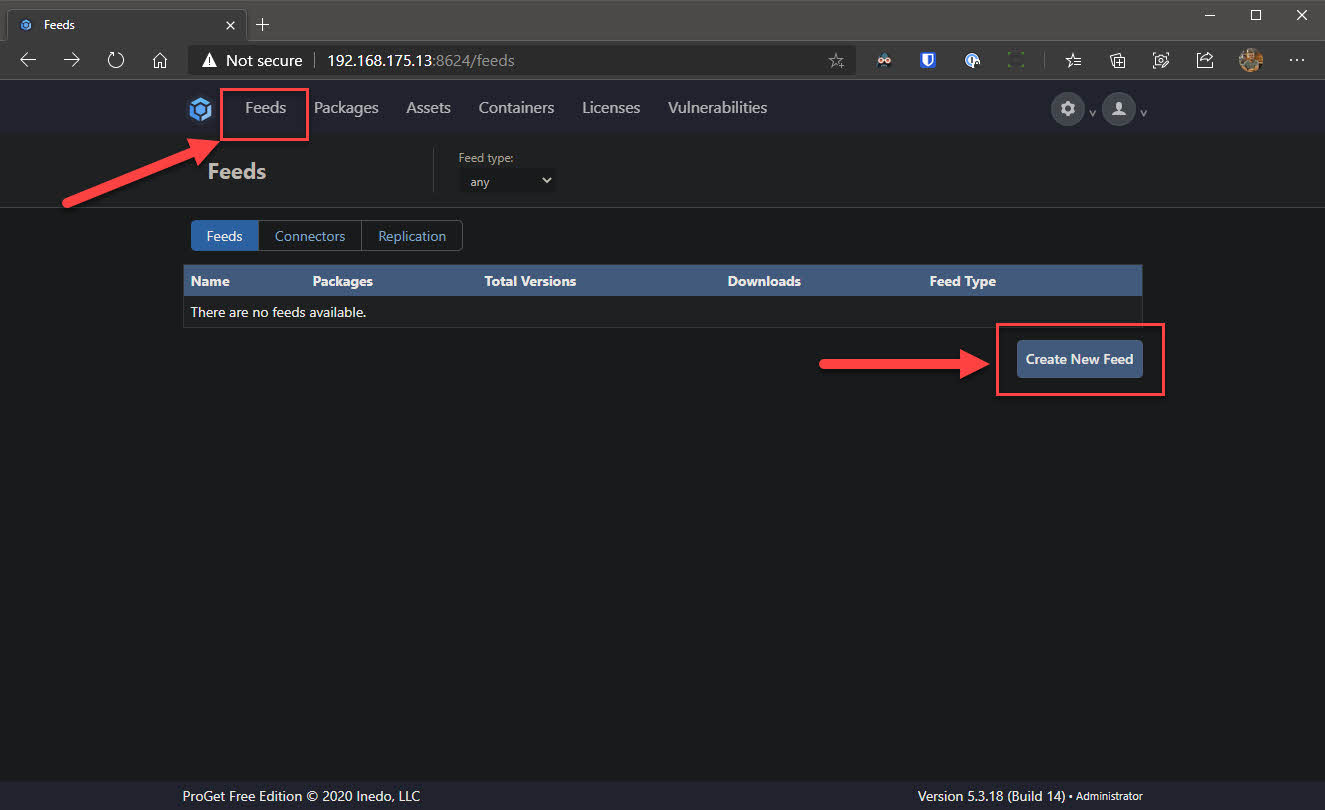 Feeds
Not secure 192.168.175.13:8624/feeds
Feeds Packages Assets Containers Licenses Vulnerabilities
Feeds
Feed type:
any
Feeds Connectors Replication
Name Packages Total Versions Downloads Feed Type
There are no feeds available.
Create New Feed
ProGet Free Edition © 2020 Inedo, LLC Version 5.3.18 (Build 14) • Administrator